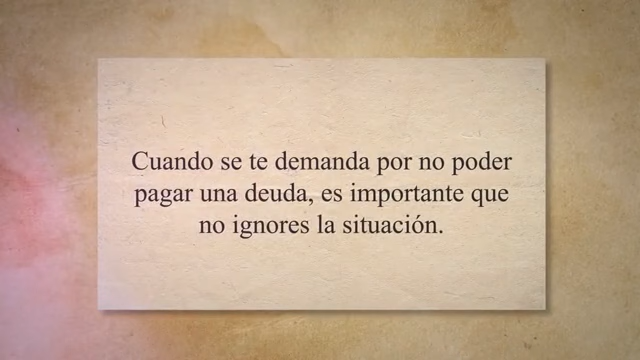 Cuando se te demanda por no poder
pagar una deuda, es importante que
no ignores la situación.